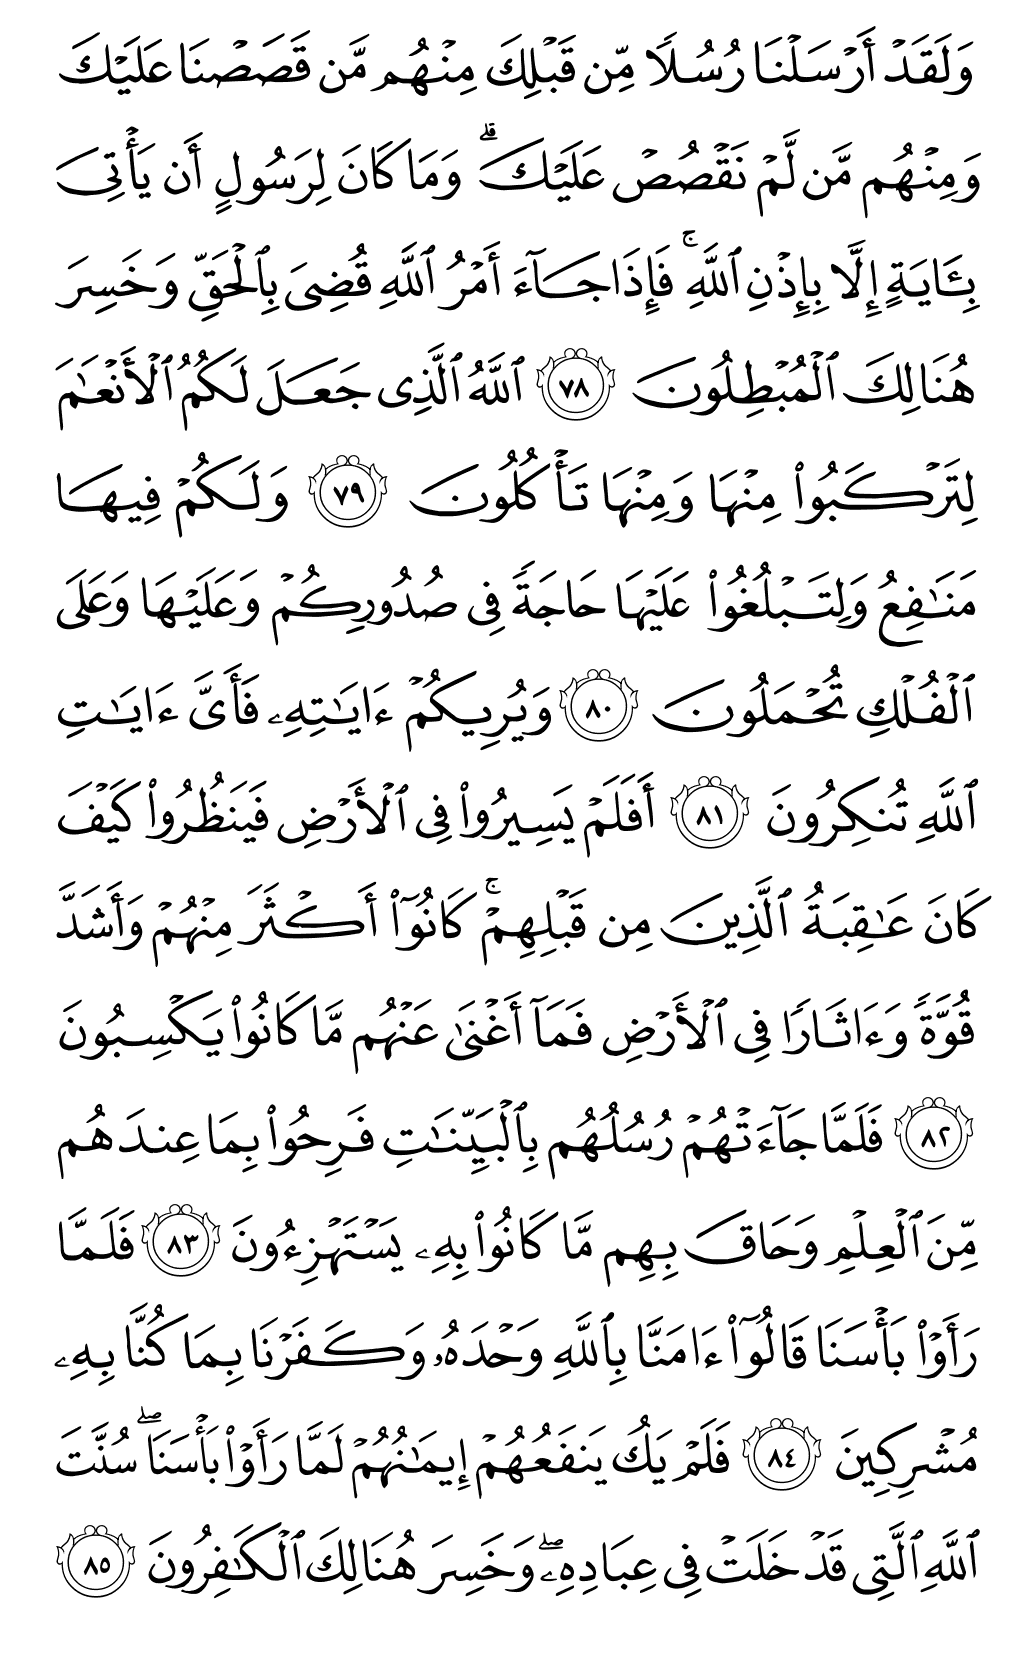 وَلَقَدۡ أَرۡسَلۡنَا رُسُلٗا مِّن قَبۡلِكَ مِنۡهُم مَّن قَصَصۡنَا عَلَيۡكَ
وَمِنۡهُم مَّن لَّمۡ نَقۡصُصۡ عَلَيۡكَۗ وَمَا كَانَ لِرَسُولٍ أَن يَأۡتِيَ
بِـَٔايَةٍ إِلَّا بِإِذۡنِ ٱللَّهِۚ فَإِذَا جَآءَ أَمۡرُ ٱللَّهِ قُضِيَ بِٱلۡحَقِّ وَخَسِرَ
هُنَالِكَ ٱلۡمُبۡطِلُونَ ٧٨ ٱللَّهُ ٱلَّذِي جَعَلَ لَكُمُ ٱلۡأَنۡعَٰمَ
لِتَرۡكَبُواْ مِنۡهَا وَمِنۡهَا تَأۡكُلُونَ ٧٩ وَلَكُمۡ فِيهَا
مَنَٰفِعُ وَلِتَبۡلُغُواْ عَلَيۡهَا حَاجَةٗ فِي صُدُورِكُمۡ وَعَلَيۡهَا وَعَلَى
ٱلۡفُلۡكِ تُحۡمَلُونَ ٨٠ وَيُرِيكُمۡ ءَايَٰتِهِۦ فَأَيَّ ءَايَٰتِ
ٱللَّهِ تُنكِرُونَ ٨١ أَفَلَمۡ يَسِيرُواْ فِي ٱلۡأَرۡضِ فَيَنظُرُواْ كَيۡفَ
كَانَ عَٰقِبَةُ ٱلَّذِينَ مِن قَبۡلِهِمۡۚ كَانُوٓاْ أَكۡثَرَ مِنۡهُمۡ وَأَشَدَّ
قُوَّةٗ وَءَاثَارٗا فِي ٱلۡأَرۡضِ فَمَآ أَغۡنَىٰ عَنۡهُم مَّا كَانُواْ يَكۡسِبُونَ
٨٢ فَلَمَّا جَآءَتۡهُمۡ رُسُلُهُم بِٱلۡبَيِّنَٰتِ فَرِحُواْ بِمَا عِندَهُم
مِّنَ ٱلۡعِلۡمِ وَحَاقَ بِهِم مَّا كَانُواْ بِهِۦ يَسۡتَهۡزِءُونَ ٨٣ فَلَمَّا
رَأَوۡاْ بَأۡسَنَا قَالُوٓاْ ءَامَنَّا بِٱللَّهِ وَحۡدَهُۥ وَكَفَرۡنَا بِمَا كُنَّا بِهِۦ
مُشۡرِكِينَ ٨٤ فَلَمۡ يَكُ يَنفَعُهُمۡ إِيمَٰنُهُمۡ لَمَّا رَأَوۡاْ بَأۡسَنَاۖ سُنَّتَ
ٱللَّهِ ٱلَّتِي قَدۡ خَلَتۡ فِي عِبَادِهِۦۖ وَخَسِرَ هُنَالِكَ ٱلۡكَٰفِرُونَ ٨٥